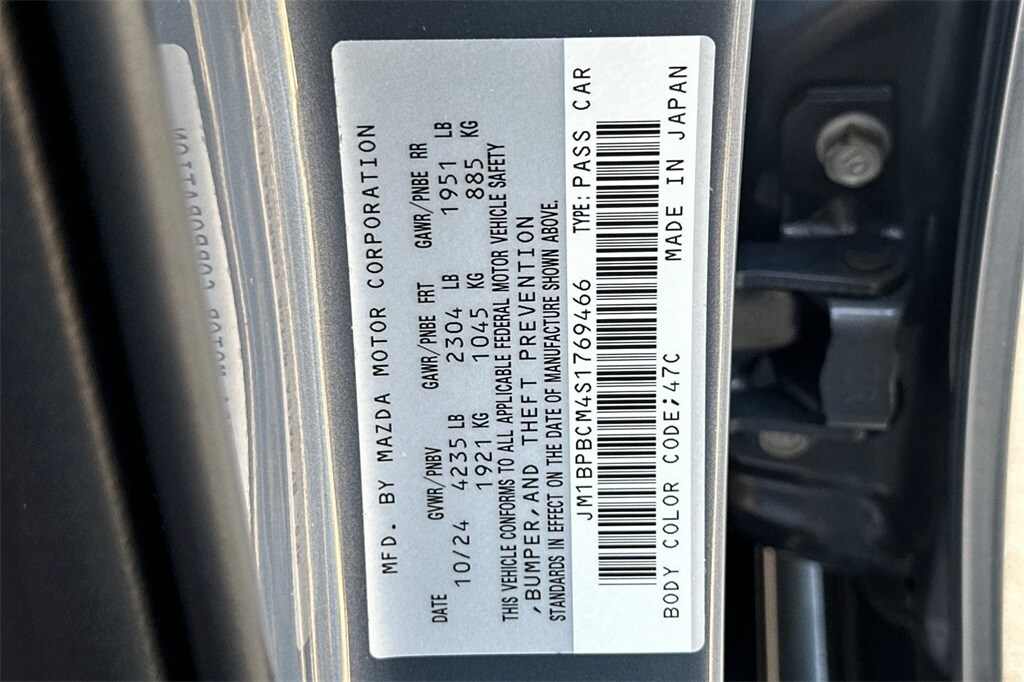 MFD. BY MAZDA MOTOR CORPORATION
DATE GVWR/PNBV GAWR/PNBE FRT GAWR/PNBE RR
10/24 4235 LB 2304 LB 1951 LB
1921 KG 1045 KG 885 KG
THIS VEHICLE CONFORMS TO ALL APPLICABLE FEDERAL MOTOR VEHICLE SAFETY
,BUMPER,AND THEFT PREVENTION
STANDARDS IN EFFECT ON THE DATE OF MANUFACTURE SHOWN ABOVE.
JM1BPBCM4S1769466 TYPE:PASS CAR
BODY COLOR CODE;47C MADE IN JAPAN